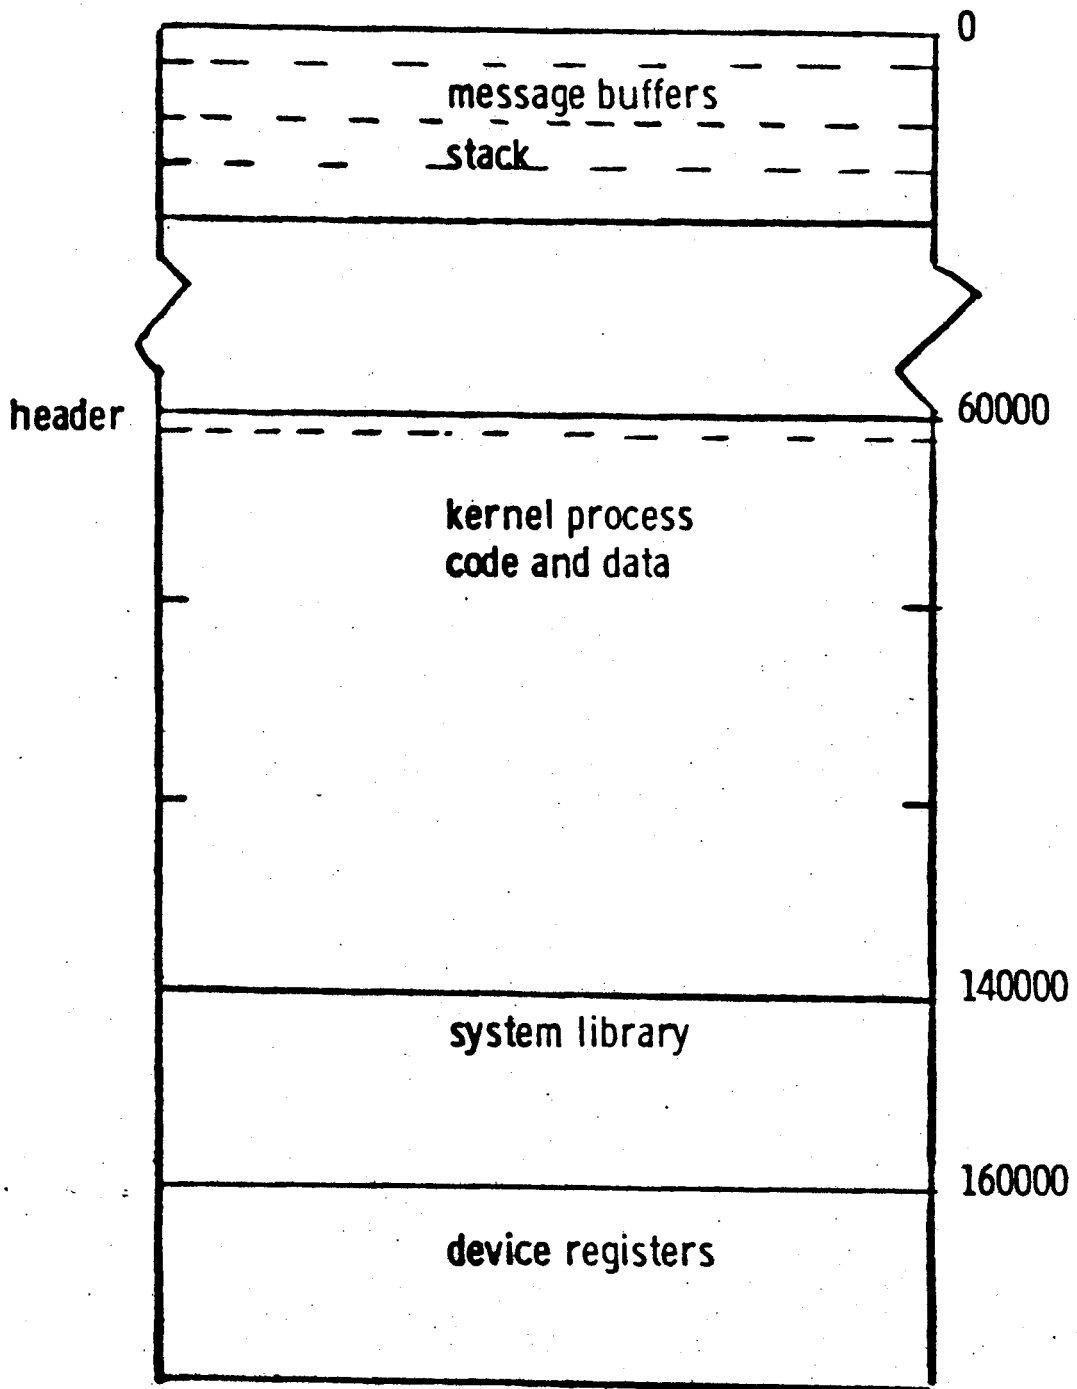 0
message buffers
stack
header
60000
kernel process
code and data
140000
system library
160000
device registers